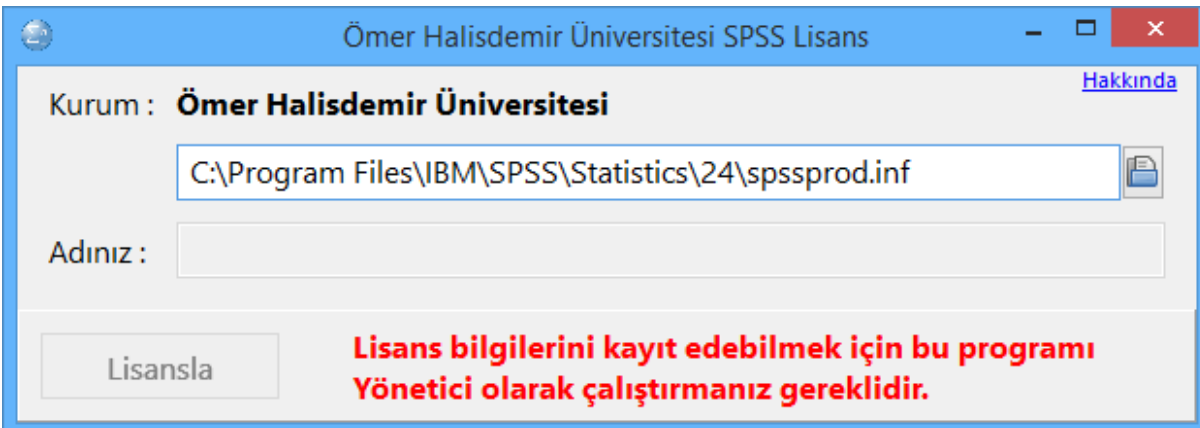 Ömer Halisdemir Üniversitesi SPSS Lisans
Hakkında
Kurum : Ömer Halisdemir Üniversitesi
C:\Program Files\IBM\SPSS\Statistics\24\spssprod.inf
Adınız :
Lisansla
Lisans bilgilerini kayıt edebilmek için bu programı
Yönetici olarak çalıştırmanız gereklidir.